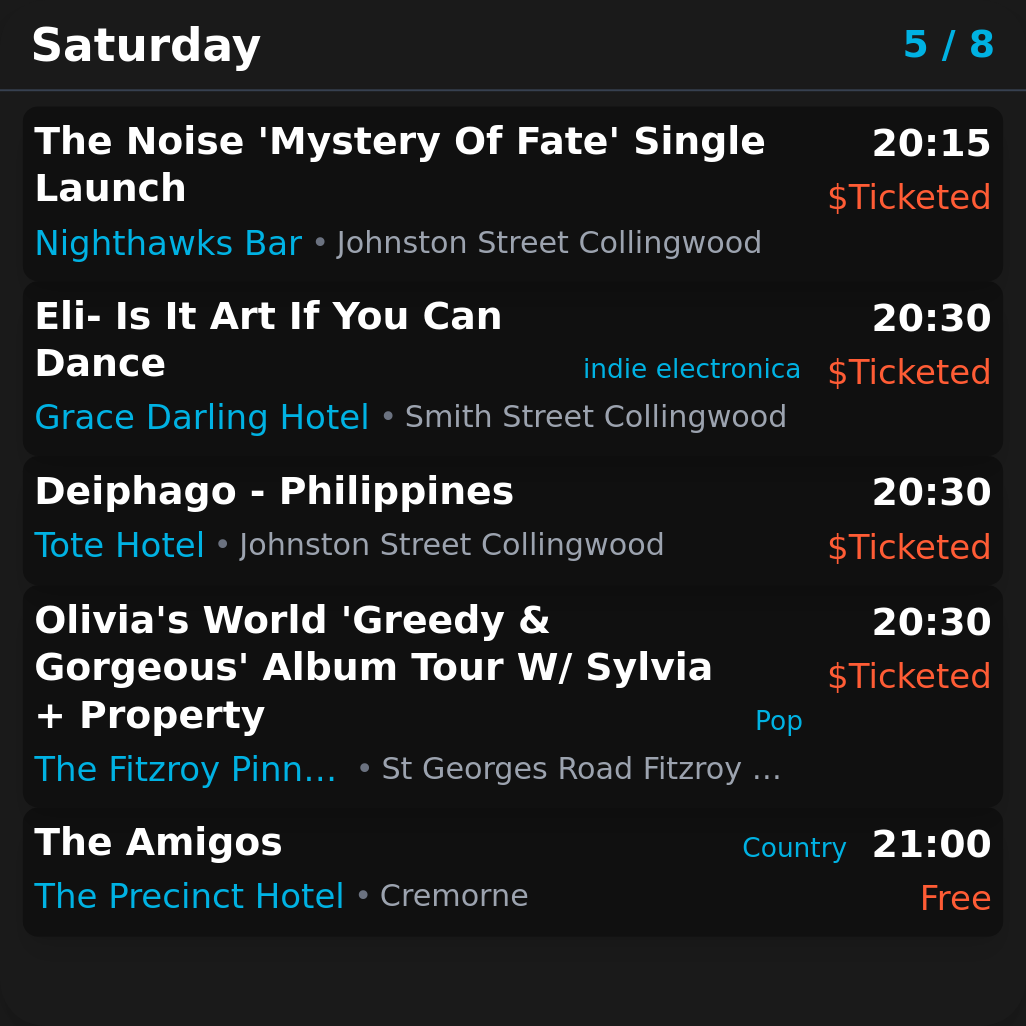 Saturday
5 / 8
The Noise 'Mystery Of Fate' Single
Launch
20:15
$Ticketed
Nighthawks Bar • Johnston Street Collingwood
Eli- Is It Art If You Can
Dance
indie electronica
20:30
$Ticketed
Grace Darling Hotel • Smith Street Collingwood
Deiphago - Philippines
20:30
Tote Hotel • Johnston Street Collingwood
$Ticketed
Olivia's World 'Greedy &
Gorgeous' Album Tour W/ Sylvia
+ Property
Pop
20:30
$Ticketed
The Fitzroy Pinn... • St Georges Road Fitzroy ...
The Amigos
Country
21:00
The Precinct Hotel • Cremorne
Free